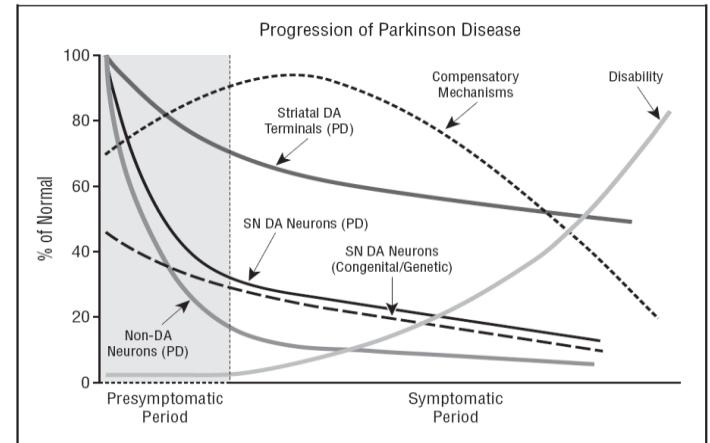 Progression of Parkinson Disease
100
80
60
40
20
0
% of Normal
Compensatory
Mechanisms
Disability
Striatal DA
Terminals (PD)
SN DA Neurons (PD)
SN DA Neurons
(Congenital/Genetic)
Non-DA
Neurons (PD)
Presymptomatic
Period
Symptomatic
Period